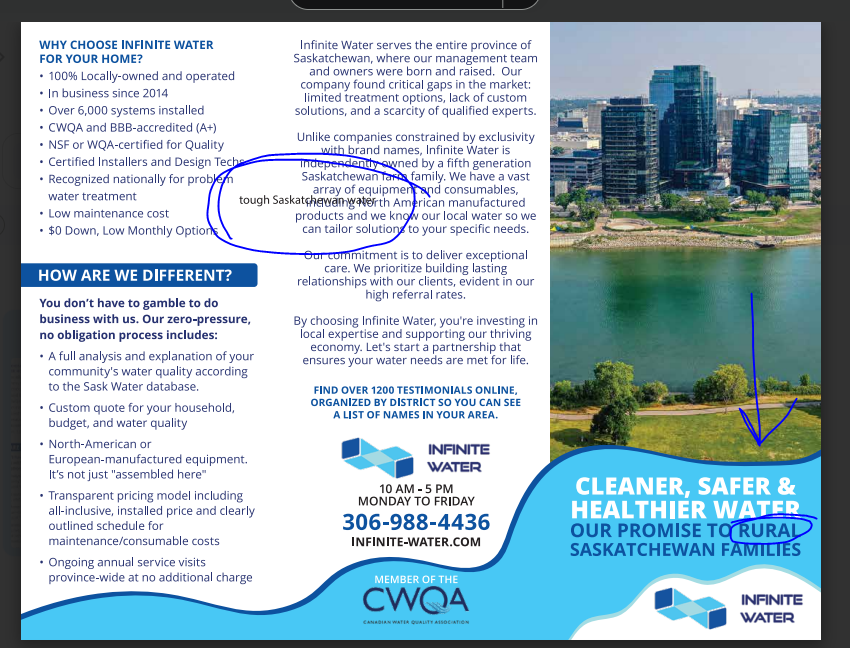 WHY CHOOSE INFINITE WATER
FOR YOUR HOME?
• 100% Locally-owned and operated
• In business since 2014
• Over 6,000 systems installed
• CWQA and BBB-accredited (A+)
• NSF or WQA-certified for Quality
• Certified Installers and Design Techs
• Recognized nationally for problem
water treatment
• Low maintenance cost
• $0 Down, Low Monthly Options
tough Saskatchewan water
HOW ARE WE DIFFERENT?
You don't have to gamble to do
business with us. Our zero-pressure,
no obligation process includes:
• A full analysis and explanation of your
community's water quality according
to the Sask Water database.
• Custom quote for your household,
budget, and water quality
• North-American or
European-manufactured equipment.
It's not just "assembled here"
• Transparent pricing model including
all-inclusive, installed price and clearly
outlined schedule for
maintenance/consumable costs
• Ongoing annual service visits
province-wide at no additional charge
Infinite Water serves the entire province of
Saskatchewan, where our management team
and owners were born and raised. Our
company found critical gaps in the market:
limited treatment options, lack of custom
solutions, and a scarcity of qualified experts.
Unlike companies constrained by exclusivity
with brand names, Infinite Water is
independently owned by a fifth generation
Saskatchewan farm family. We have a vast
array of equipment and consumables,
including North American manufactured
products and we know our local water so we
can tailor solutions to your specific needs.
Our commitment is to deliver exceptional
care. We prioritize building lasting
relationships with our clients, evident in our
high referral rates.
By choosing Infinite Water, you're investing in
local expertise and supporting our thriving
economy. Let's start a partnership that
ensures your water needs are met for life.
FIND OVER 1200 TESTIMONIALS ONLINE,
ORGANIZED BY DISTRICT SO YOU CAN SEE
A LIST OF NAMES IN YOUR AREA.
INFINITE
WATER
10 AM - 5 PM
MONDAY TO FRIDAY
306-988-4436
INFINITE-WATER.COM
MEMBER OF THE
CWQA
CANADIAN WATER QUALITY ASSOCIATION
CLEANER, SAFER &
HEALTHIER WATER
OUR PROMISE TO RURAL
SASKATCHEWAN FAMILIES
INFINITE
WATER